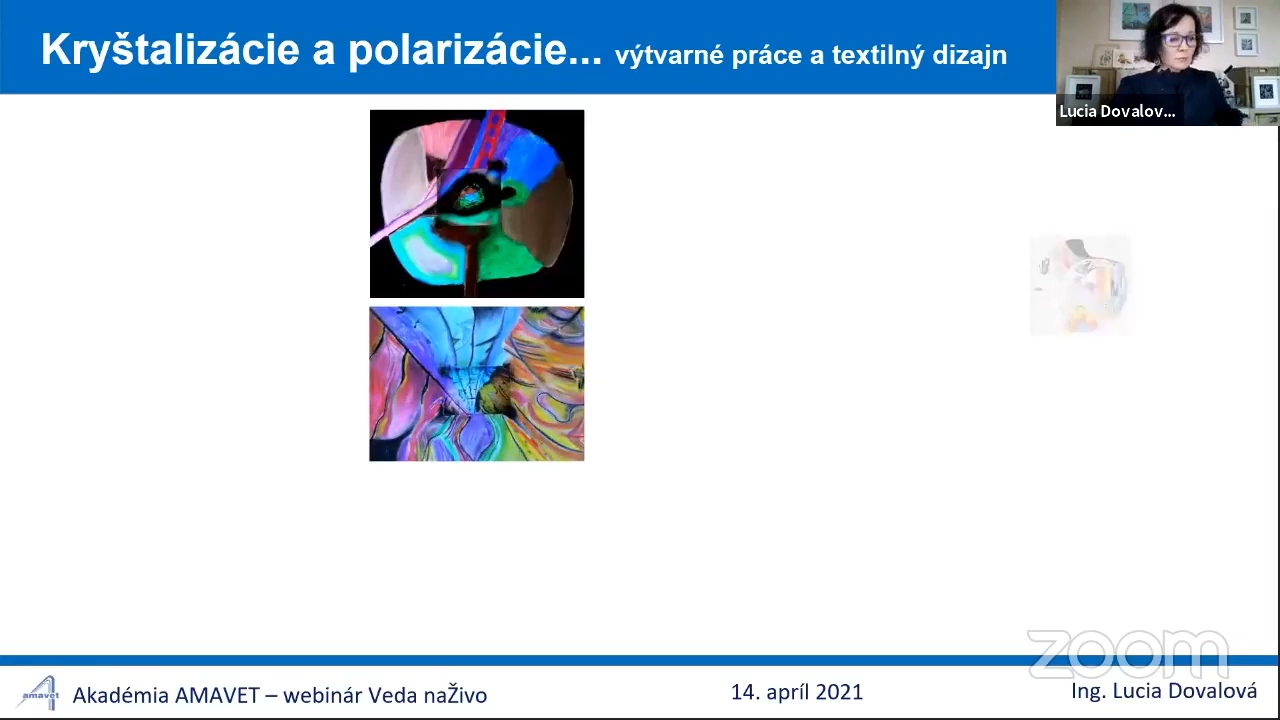 Kryštalizácie a polarizácie... výtvarné práce a textilný dizajn
Lucia Dovalov...
zoom
amavet
Akadémia AMAVET – webinár Veda naŽivo
14. apríl 2021
Ing. Lucia Dovalová